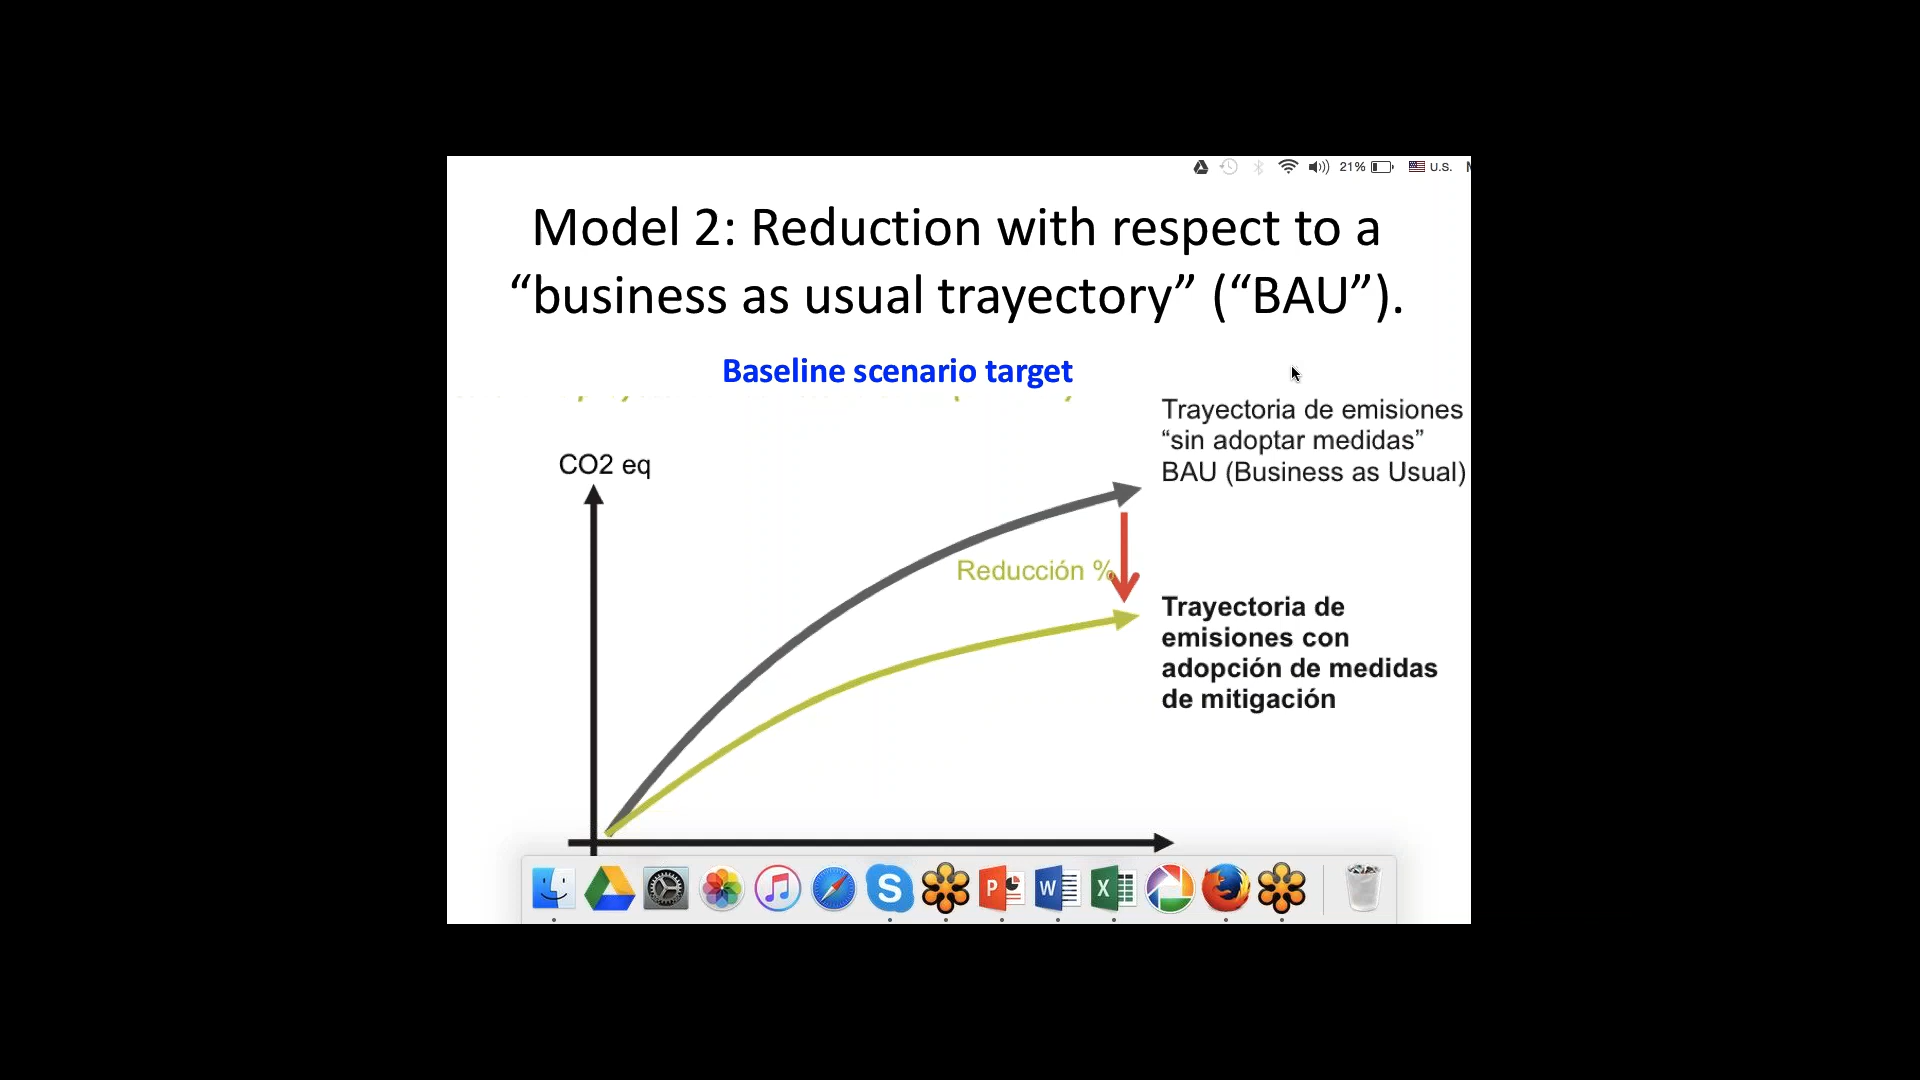 21% U.S.
Model 2: Reduction with respect to a
“business as usual trayectory” (“BAU”).
Baseline scenario target
Trayectoria de emisiones
“sin adoptar medidas”
BAU (Business as Usual)
CO2 eq
Reducción %
Trayectoria de
emisiones con
adopción de medidas
de mitigación